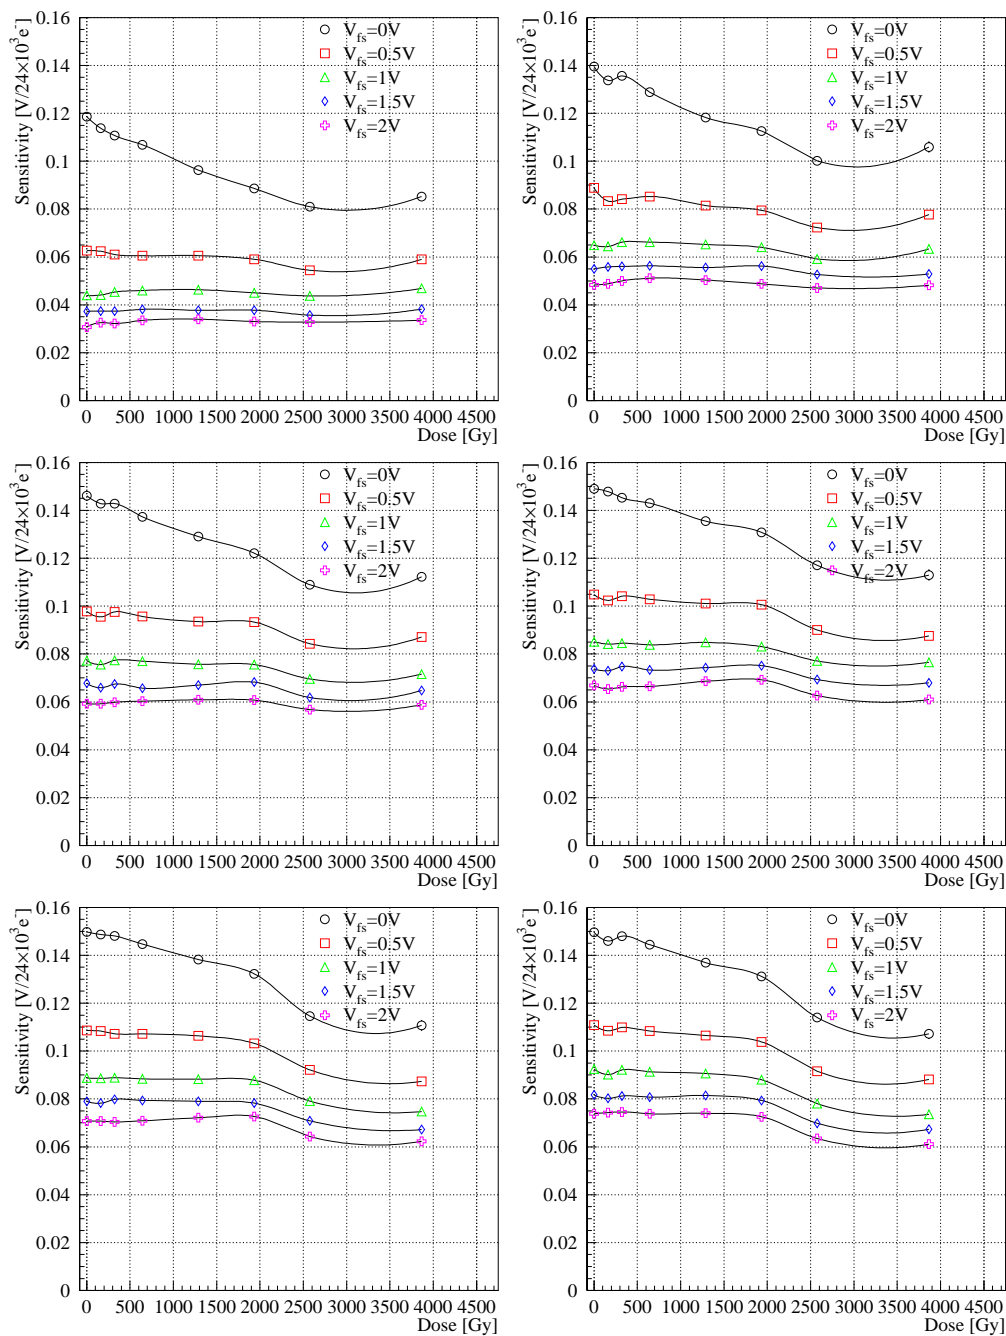 Sensitivity [V/24×10³e⁻]
0.16
0.14
0.12
0.1
0.08
0.06
0.04
0.02
0
V_fs=0V
V_fs=0.5V
V_fs=1V
V_fs=1.5V
V_fs=2V
0 500 1000 1500 2000 2500 3000 3500 4000 4500
Dose [Gy]
Sensitivity [V/24×10³e⁻]
0.16
0.14
0.12
0.1
0.08
0.06
0.04
0.02
0
V_fs=0V
V_fs=0.5V
V_fs=1V
V_fs=1.5V
V_fs=2V
0 500 1000 1500 2000 2500 3000 3500 4000 4500
Dose [Gy]
Sensitivity [V/24×10³e⁻]
0.16
0.14
0.12
0.1
0.08
0.06
0.04
0.02
0
V_fs=0V
V_fs=0.5V
V_fs=1V
V_fs=1.5V
V_fs=2V
0 500 1000 1500 2000 2500 3000 3500 4000 4500
Dose [Gy]
Sensitivity [V/24×10³e⁻]
0.16
0.14
0.12
0.1
0.08
0.06
0.04
0.02
0
V_fs=0V
V_fs=0.5V
V_fs=1V
V_fs=1.5V
V_fs=2V
0 500 1000 1500 2000 2500 3000 3500 4000 4500
Dose [Gy]
Sensitivity [V/24×10³e⁻]
0.16
0.14
0.12
0.1
0.08
0.06
0.04
0.02
0
V_fs=0V
V_fs=0.5V
V_fs=1V
V_fs=1.5V
V_fs=2V
0 500 1000 1500 2000 2500 3000 3500 4000 4500
Dose [Gy]
Sensitivity [V/24×10³e⁻]
0.16
0.14
0.12
0.1
0.08
0.06
0.04
0.02
0
V_fs=0V
V_fs=0.5V
V_fs=1V
V_fs=1.5V
V_fs=2V
0 500 1000 1500 2000 2500 3000 3500 4000 4500
Dose [Gy]